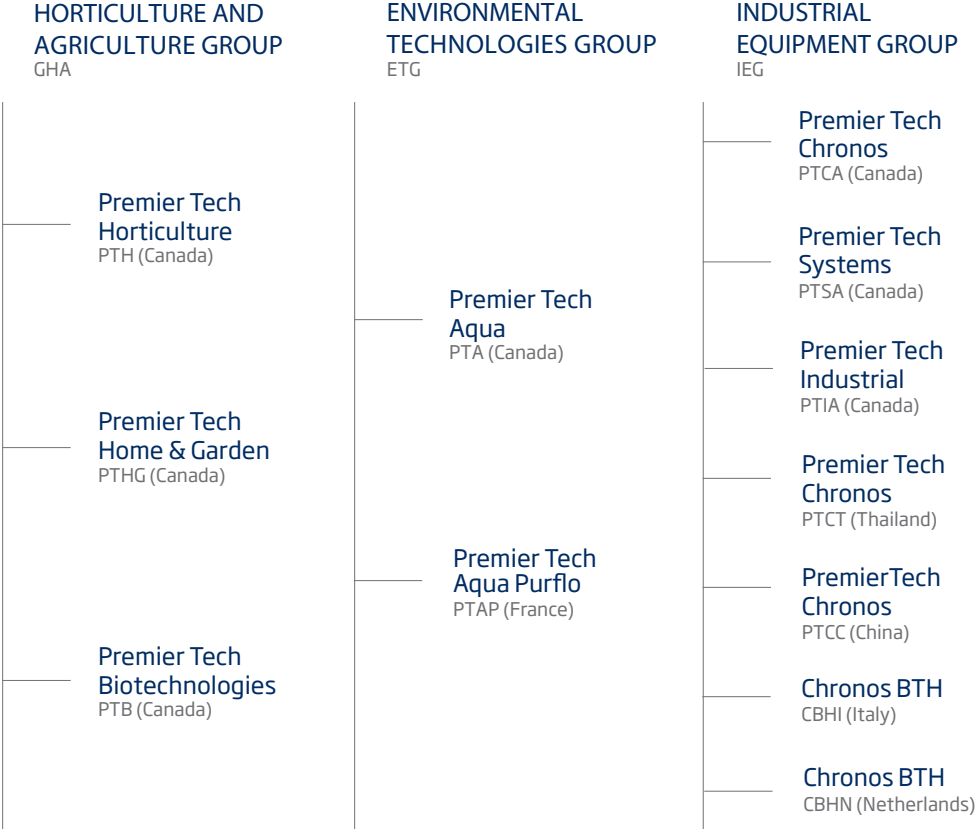 HORTICULTURE AND
AGRICULTURE GROUP
GHA
Premier Tech
Horticulture
PTH (Canada)
Premier Tech
Home & Garden
PTHG (Canada)
Premier Tech
Biotechnologies
PTB (Canada)
ENVIRONMENTAL
TECHNOLOGIES GROUP
ETG
Premier Tech
Aqua
PTA (Canada)
Premier Tech
Aqua Purflo
PTAP (France)
INDUSTRIAL
EQUIPMENT GROUP
IEG
Premier Tech
Chronos
PTCA (Canada)
Premier Tech
Systems
PTSA (Canada)
Premier Tech
Industrial
PTIA (Canada)
Premier Tech
Chronos
PTCT (Thailand)
PremierTech
Chronos
PTCC (China)
Chronos BTH
CBHI (Italy)
Chronos BTH
CBHN (Netherlands)